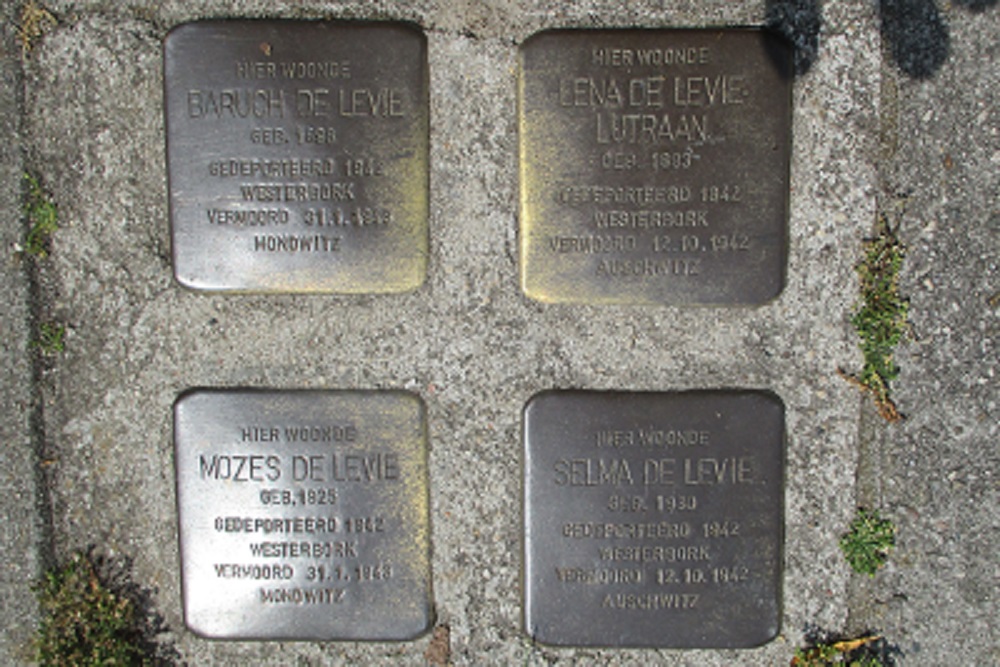 HIER WOONDE
BARUCH DE LEVIE
GEB. 1898
GEDEPORTEERD 1942
WESTERBORK
VERMOORD 31.1.1943
MONOWITZ
HIER WOONDE
LENA DE LEVIE-
LUTRAAN
GEB. 1893
GEDEPORTEERD 1942
WESTERBORK
VERMOORD 12.10.1942
AUSCHWITZ
HIER WOONDE
MOZES DE LEVIE
GEB. 1925
GEDEPORTEERD 1942
WESTERBORK
VERMOORD 31.1.1943
MONOWITZ
HIER WOONDE
SELMA DE LEVIE
GEB. 1930
GEDEPORTEERD 1942
WESTERBORK
VERMOORD 12.10.1942
AUSCHWITZ